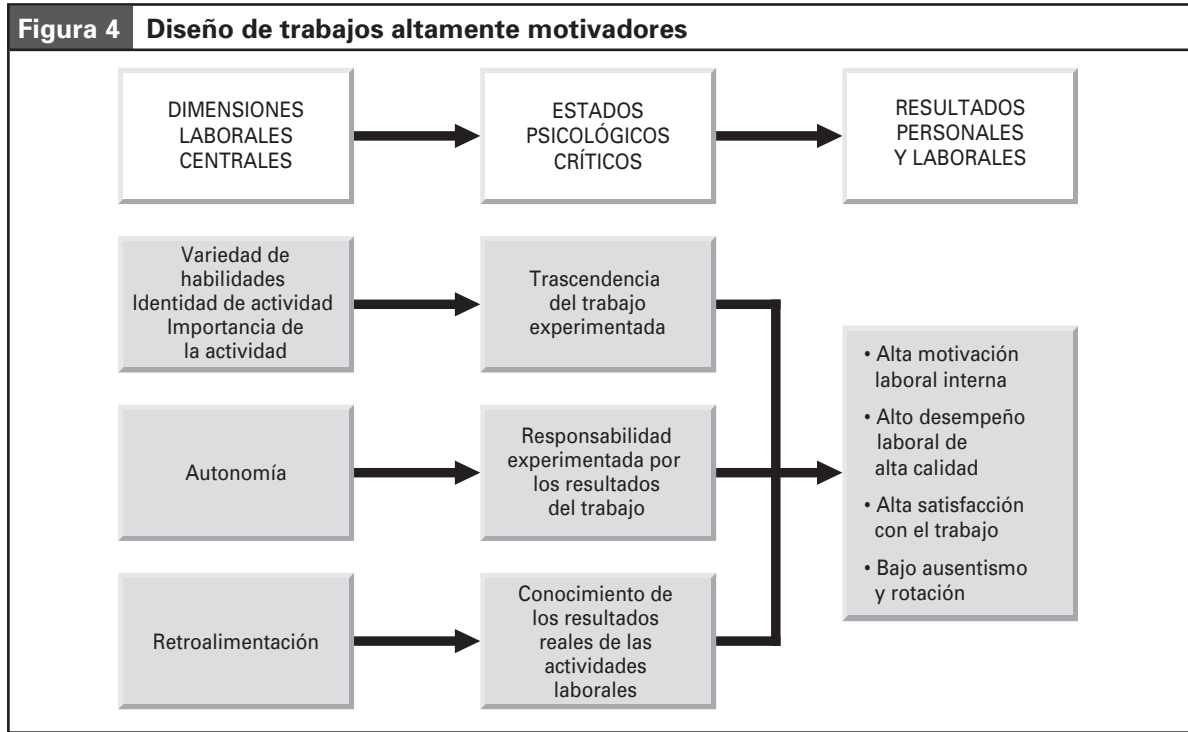 Figura 4 Diseño de trabajos altamente motivadores
DIMENSIONES
LABORALES
CENTRALES
ESTADOS
PSICOLÓGICOS
CRÍTICOS
RESULTADOS
PERSONALES
Y LABORALES
Variedad de
habilidades
Identidad de actividad
Importancia de
la actividad
Trascendencia
del trabajo
experimentada
Autonomía
Responsabilidad
experimentada por
los resultados
del trabajo
Retroalimentación
Conocimiento de
los resultados
reales de las
actividades
laborales
• Alta motivación
laboral interna
• Alto desempeño
laboral de
alta calidad
• Alta satisfacción
con el trabajo
• Bajo ausentismo
y rotación